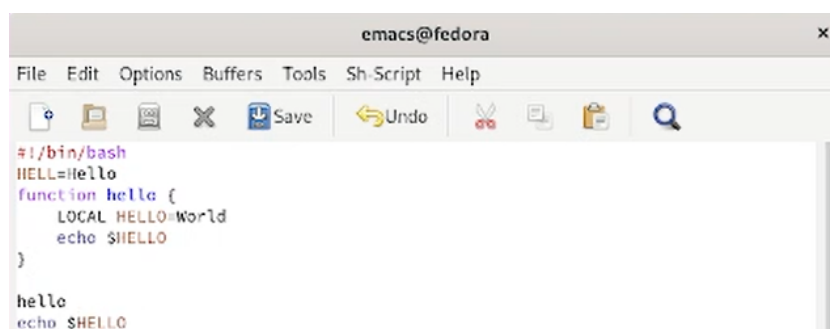 emacs@fedora ×
File Edit Options Buffers Tools Sh-Script Help
Save Undo
#!/bin/bash
HELL=Hello
function hello {
    LOCAL HELLO=World
    echo $HELLO
}
hello
echo $HELLO